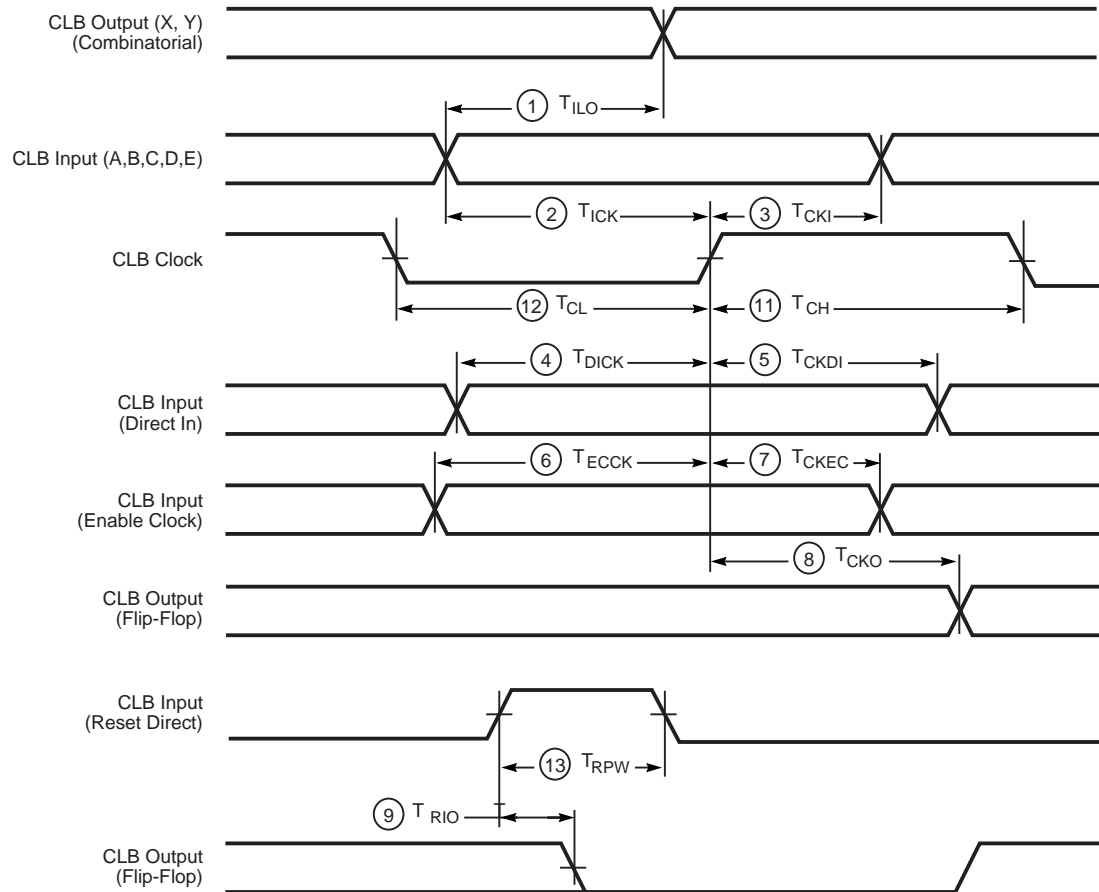 CLB Output (X, Y)
(Combinatorial)
1 TILO
CLB Input (A,B,C,D,E)
2 TICK
3 TCKI
CLB Clock
12 TCL
11 TCH
4 TDICK
5 TCKDI
CLB Input
(Direct In)
6 TECCK
7 TCKEC
CLB Input
(Enable Clock)
8 TCKO
CLB Output
(Flip-Flop)
CLB Input
(Reset Direct)
13 TRPW
9 T RIO
T
CLB Output
(Flip-Flop)